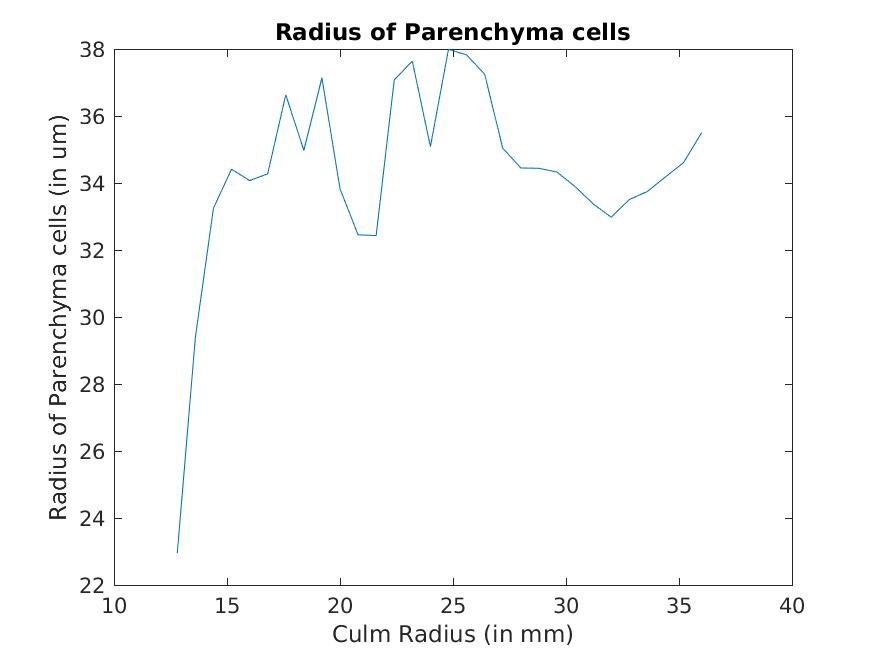 Radius of Parenchyma cells
38
36
34
32
30
28
26
24
22
Radius of Parenchyma cells (in um)
10 15 20 25 30 35 40
Culm Radius (in mm)